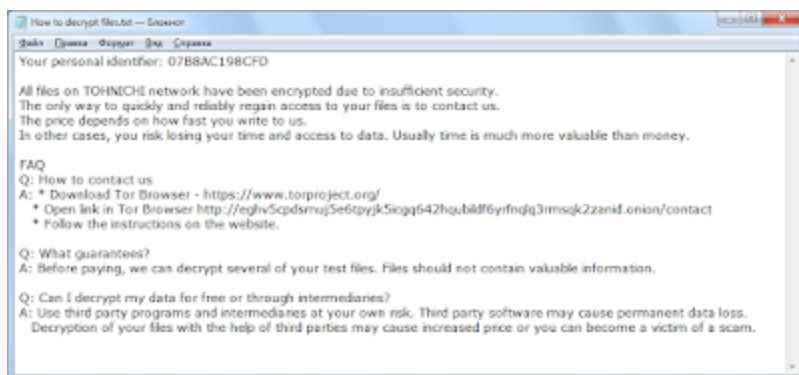 How to decrypt files.txt — Блокнот
Файл Правка Формат Вид Справка
Your personal identifier: 07B8AC198CFD
All files on TOHNICHI network have been encrypted due to insufficient security.
The only way to quickly and reliably regain access to your files is to contact us.
The price depends on how fast you write to us.
In other cases, you risk losing your time and access to data. Usually time is much more valuable than money.
FAQ
Q: How to contact us
A: * Download Tor Browser - https://www.torproject.org/
* Open link in Tor Browser
* Follow the instructions on the website.
Q: What guarantees?
A: Before paying, we can decrypt several of your test files. Files should not contain valuable information.
Q: Can I decrypt my data for free or through intermediaries?
A: Use third party programs and intermediaries at your own risk. Third party software may cause permanent data loss.
Decryption of your files with the help of third parties may cause increased price or you can become a victim of a scam.